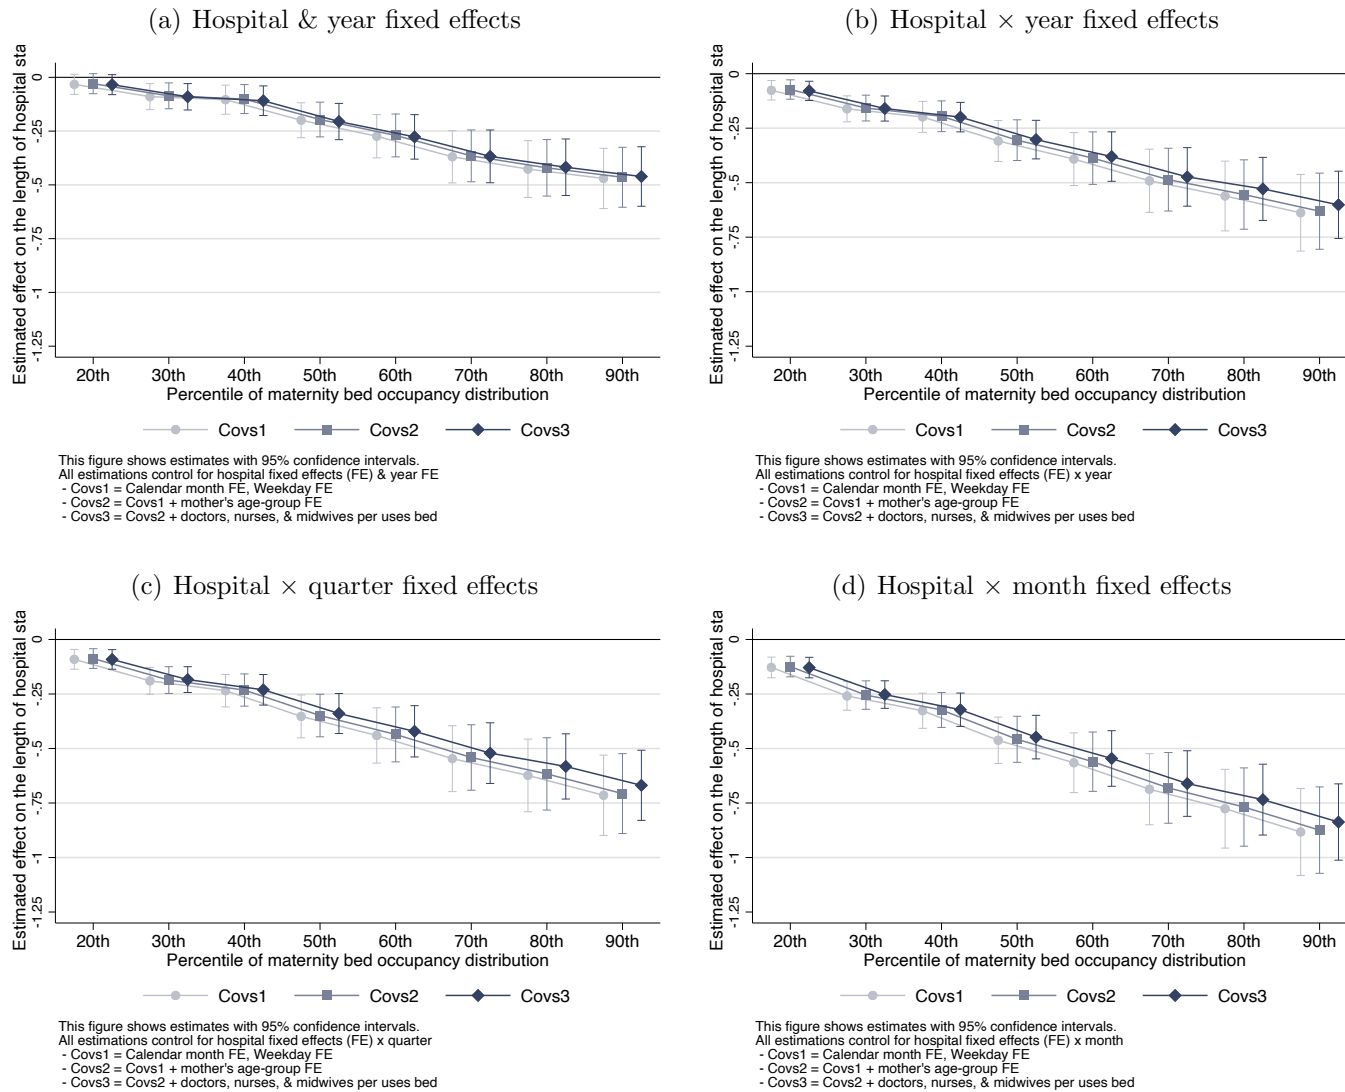 (a) Hospital & year fixed effects
Estimated effect on the length of hospital sta
0
-.25
-.5
-.75
-1
-1.25
20th 30th 40th 50th 60th 70th 80th 90th
Percentile of maternity bed occupancy distribution
Covs1 Covs2 Covs3
This figure shows estimates with 95% confidence intervals.
All estimations control for hospital fixed effects (FE) & year FE
- Covs1 = Calendar month FE, Weekday FE
- Covs2 = Covs1 + mother's age-group FE
- Covs3 = Covs2 + doctors, nurses, & midwives per uses bed
(b) Hospital × year fixed effects
Estimated effect on the length of hospital sta
0
-.25
-.5
-.75
-1
-1.25
20th 30th 40th 50th 60th 70th 80th 90th
Percentile of maternity bed occupancy distribution
Covs1 Covs2 Covs3
This figure shows estimates with 95% confidence intervals.
All estimations control for hospital fixed effects (FE) x year
- Covs1 = Calendar month FE, Weekday FE
- Covs2 = Covs1 + mother's age-group FE
- Covs3 = Covs2 + doctors, nurses, & midwives per uses bed
(c) Hospital × quarter fixed effects
Estimated effect on the length of hospital sta
0
-.25
-.5
-.75
-1
-1.25
20th 30th 40th 50th 60th 70th 80th 90th
Percentile of maternity bed occupancy distribution
Covs1 Covs2 Covs3
This figure shows estimates with 95% confidence intervals.
All estimations control for hospital fixed effects (FE) x quarter
- Covs1 = Calendar month FE, Weekday FE
- Covs2 = Covs1 + mother's age-group FE
- Covs3 = Covs2 + doctors, nurses, & midwives per uses bed
(d) Hospital × month fixed effects
Estimated effect on the length of hospital sta
0
-.25
-.5
-.75
-1
-1.25
20th 30th 40th 50th 60th 70th 80th 90th
Percentile of maternity bed occupancy distribution
Covs1 Covs2 Covs3
This figure shows estimates with 95% confidence intervals.
All estimations control for hospital fixed effects (FE) x month
- Covs1 = Calendar month FE, Weekday FE
- Covs2 = Covs1 + mother's age-group FE
- Covs3 = Covs2 + doctors, nurses, & midwives per uses bed